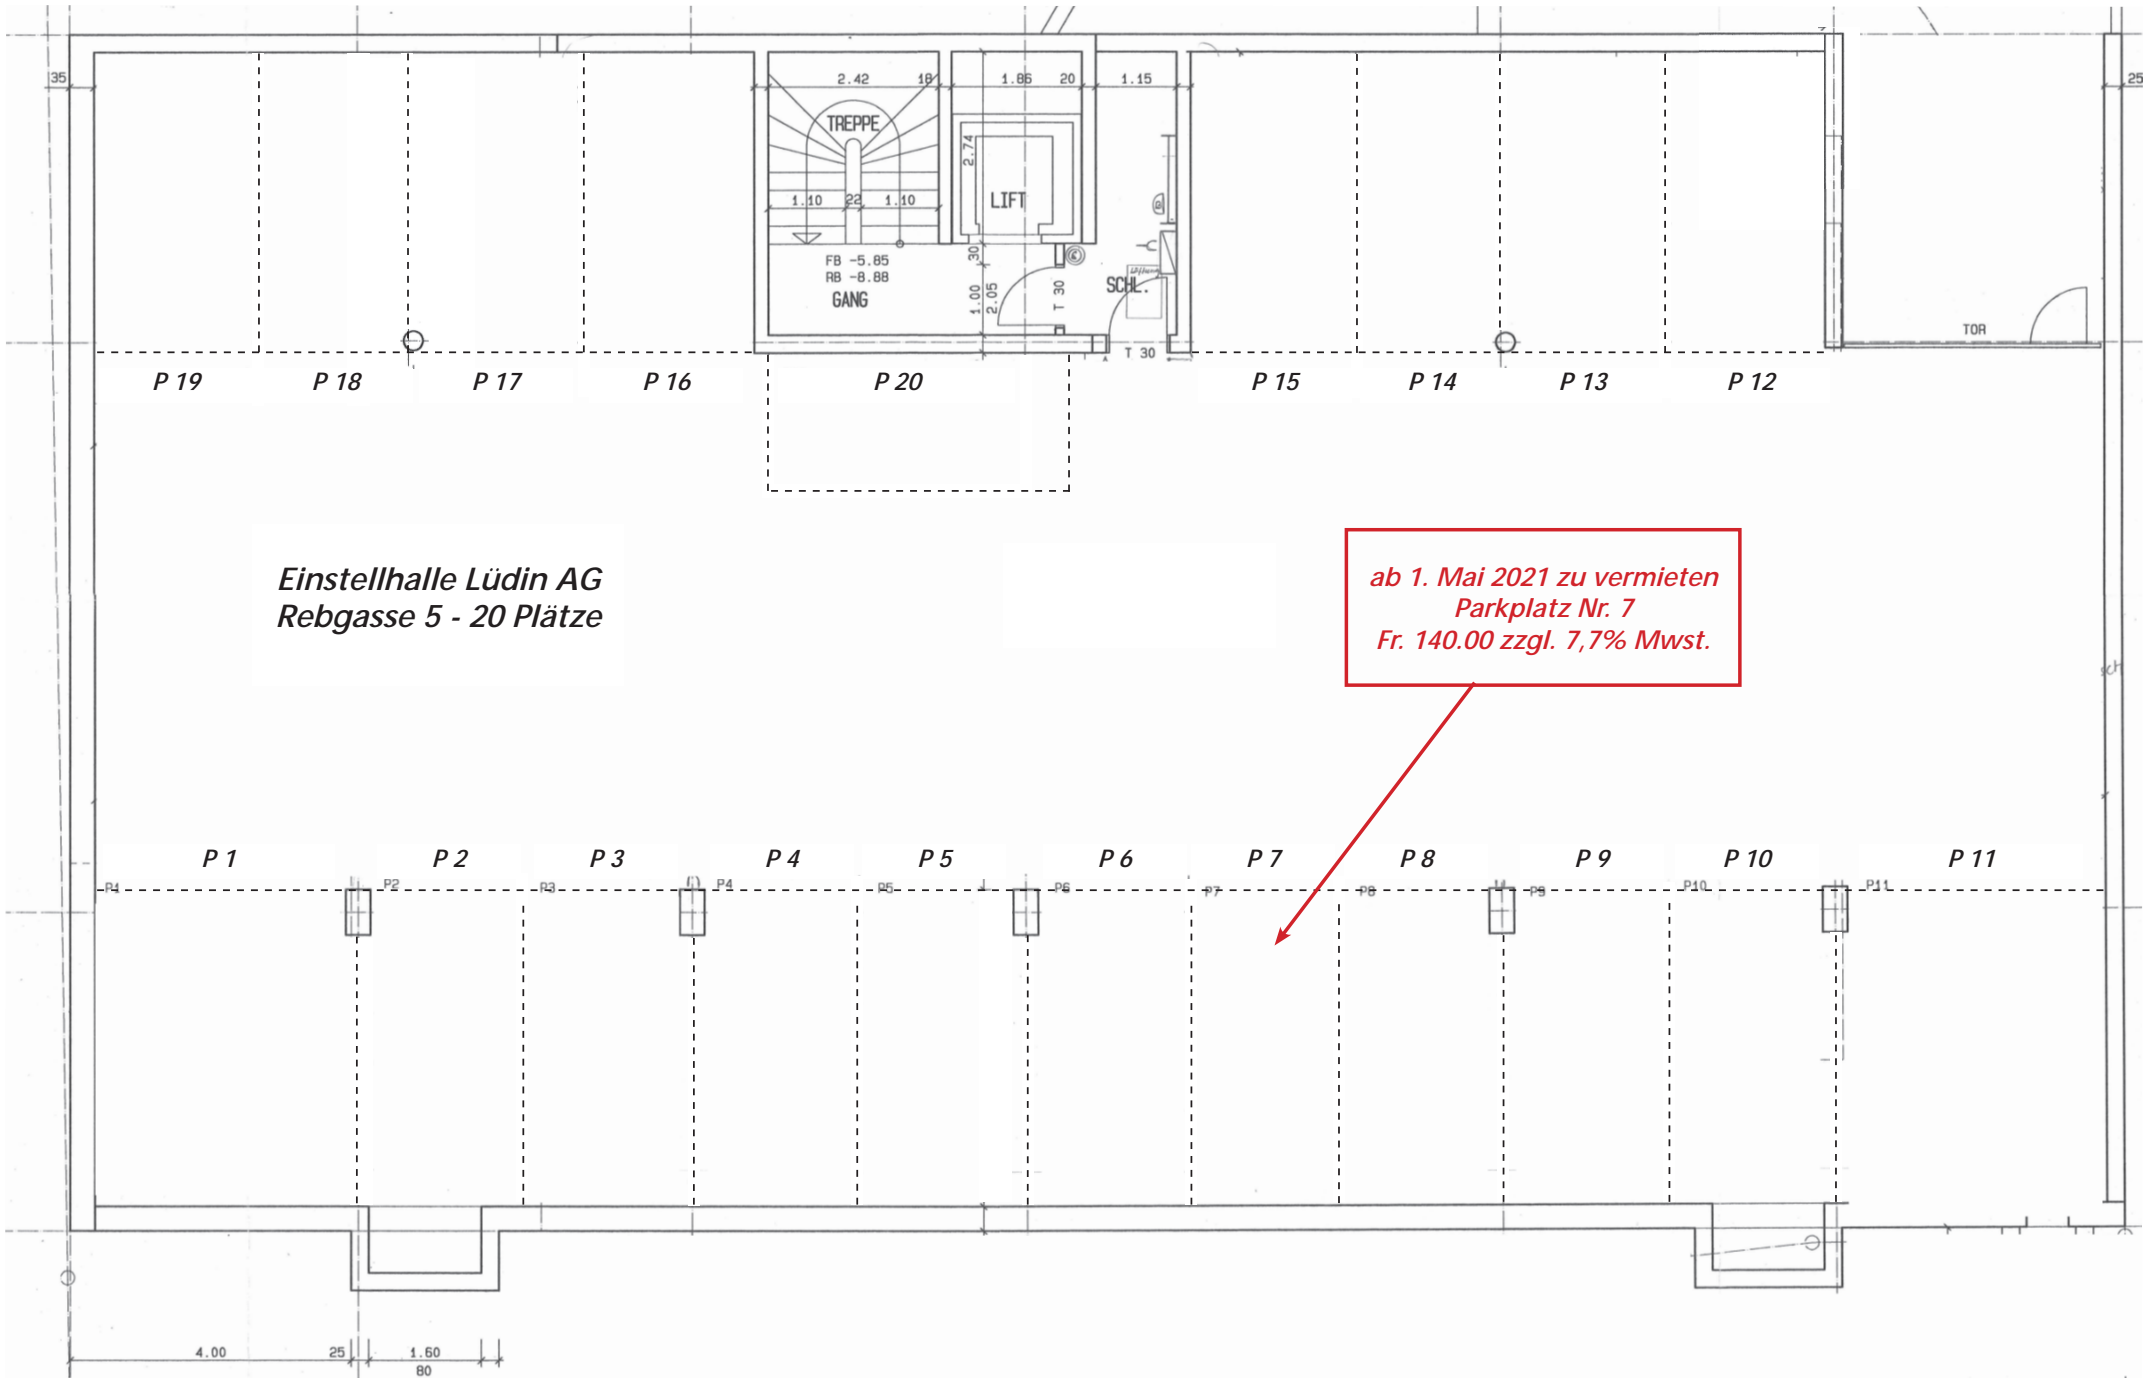 35
2.42
18
1.86
20
1.15
25
TREPPE
2.74
LIFT
1.10
22
1.10
FB -5.85
RB -8.88
GANG
30
1.00
2.05
T 30
SCHL.
T 30
TOR
P 19
P 18
P 17
P 16
P 20
P 15
P 14
P 13
P 12
Einstellhalle Lüdin AG
Rebgasse 5 - 20 Plätze
ab 1. Mai 2021 zu vermieten
Parkplatz Nr. 7
Fr. 140.00 zzgl. 7,7% Mwst.
sch
P 1
P 2
P 3
P 4
P 5
P 6
P 7
P 8
P 9
P 10
P 11
P1
P2
P3
P4
P5
P6
P7
P8
P9
P10
P11
4.00
25
1.60
80